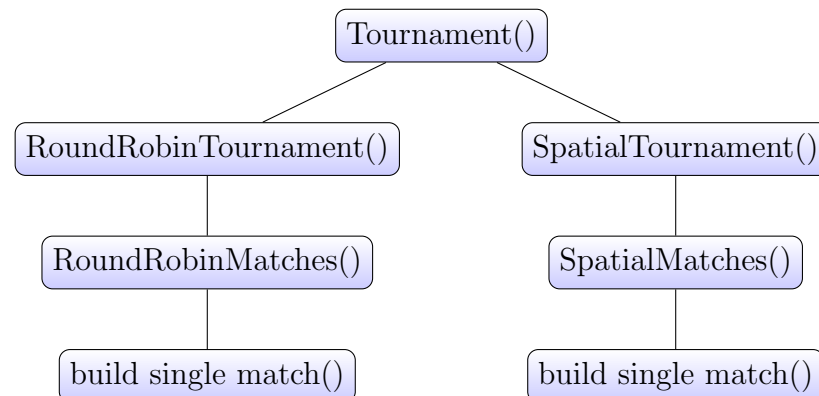 Tournament()
RoundRobinTournament()
SpatialTournament()
RoundRobinMatches()
SpatialMatches()
build single match()
build single match()